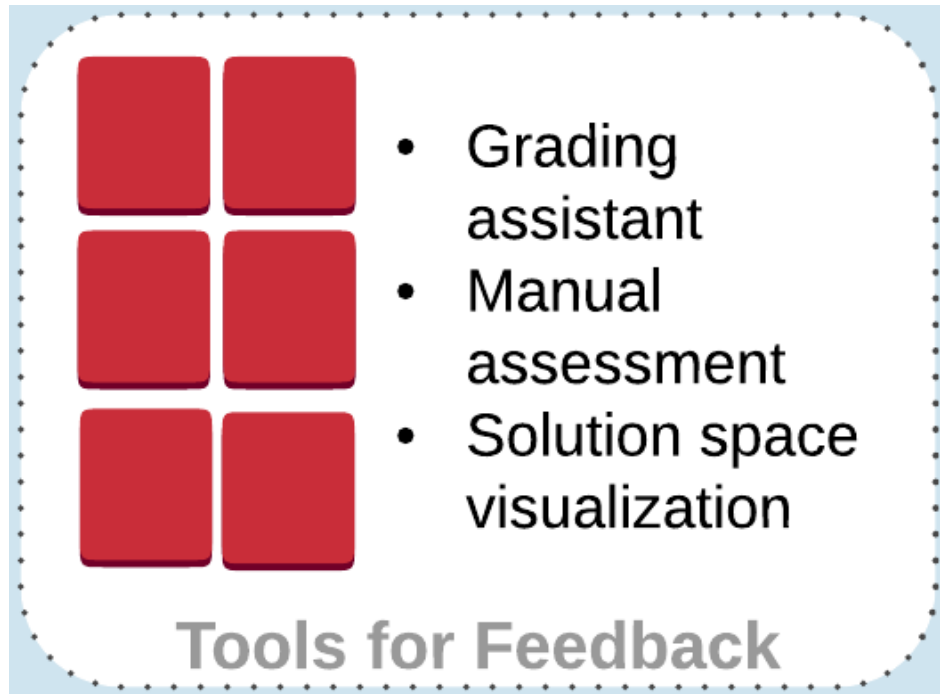 • Grading
assistant
• Manual
assessment
• Solution space
visualization
Tools for Feedback